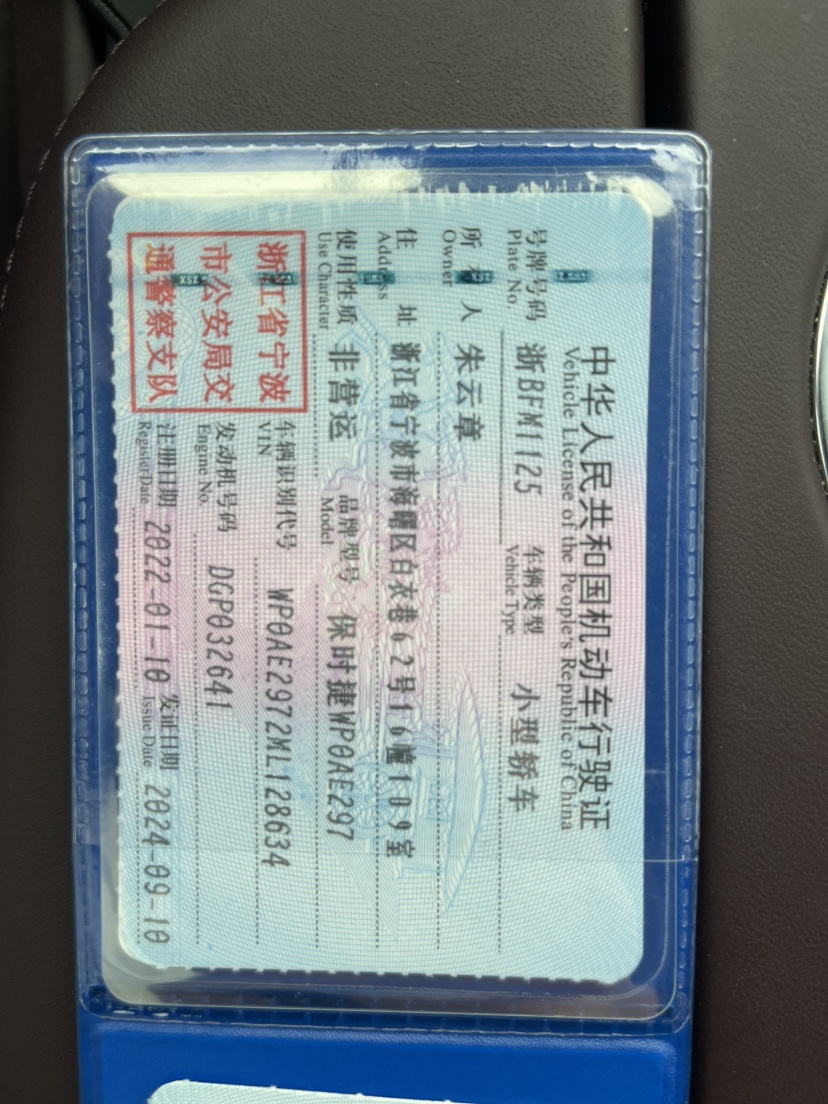 中华人民共和国机动车行驶证
Vehicle License of the People's Republic of China
号牌号码 浙BFM1125 车辆类型 小型轿车
Plate No. Vehicle Type
所有人 朱云章
Owner
住 址 浙江省宁波市海曙区白衣巷62号16幢109室
Address
使用性质 非营运 品牌型号 保时捷WP0AE297
Use Character Model
浙江省宁波
市公安局交
通警察支队
车辆识别代号 WP0AE2972ML128634
VIN
发动机号码 DGP032641
Engine No.
注册日期 2022-01-10 发证日期 2024-09-10
Register Date Issue Date